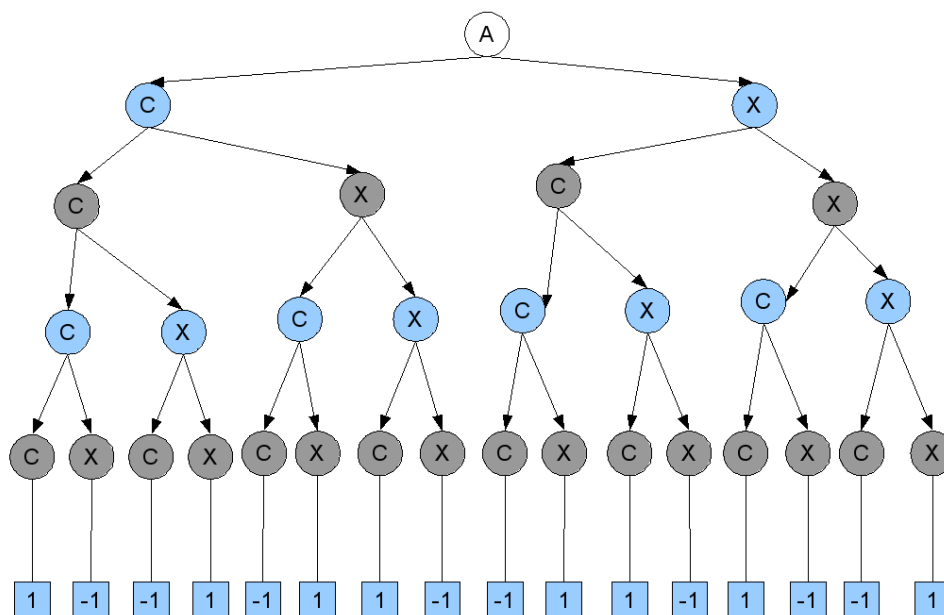 A
C X
C X C X
C X C X C X C X
C X C X C X C X C X C X C X C X
1 -1 -1 1 -1 1 1 -1 -1 1 1 -1 1 -1 -1 1